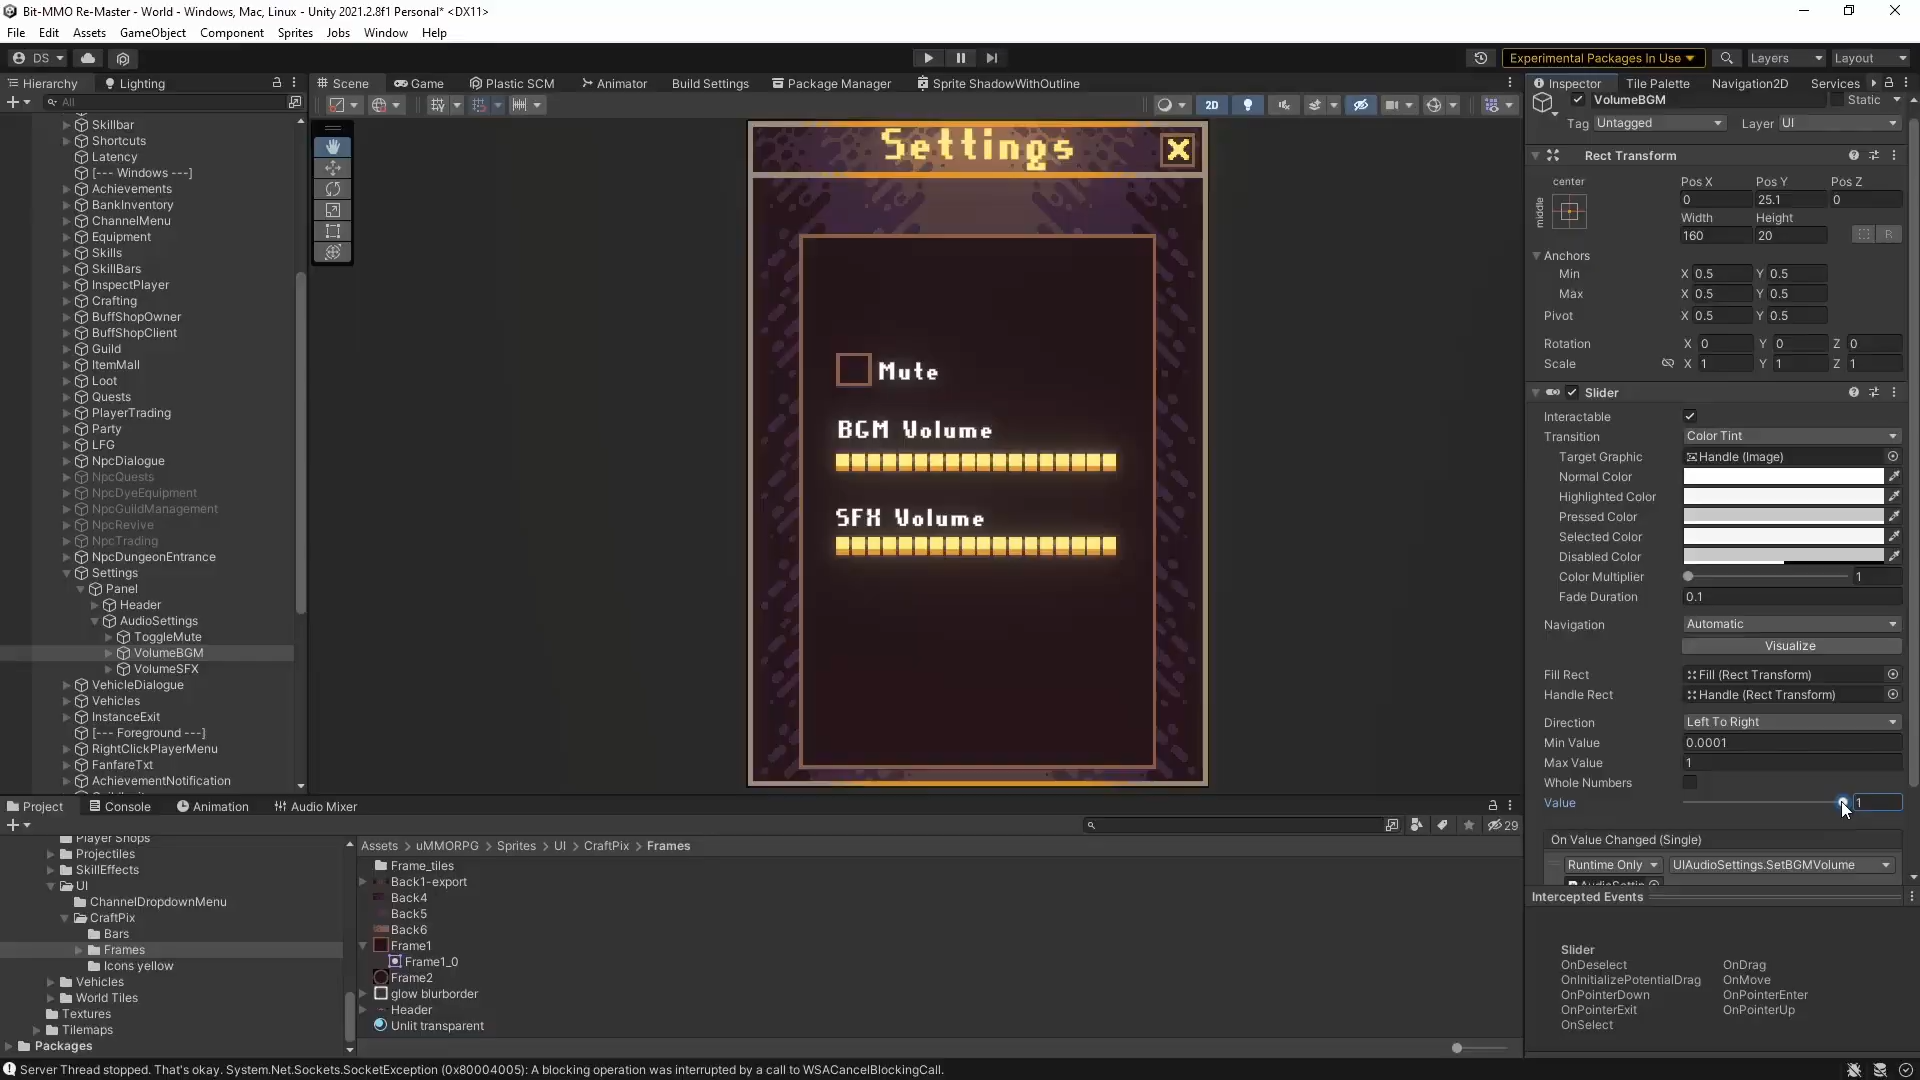 Bit-MMO Re-Master - World - Windows, Mac, Linux - Unity 2021.2.8f1 Personal* <DX11>
File Edit Assets GameObject Component Sprites Jobs Window Help
DS Experimental Packages In Use Layers Layout
Hierarchy Lighting Scene Game Plastic SCM Animator Build Settings Package Manager Sprite ShadowWithOutline Inspector Tile Palette Navigation2D Services
All
2D
Skillbar
Shortcuts
Latency
[--- Windows ---]
Achievements
BankInventory
ChannelMenu
Equipment
Skills
SkillBars
InspectPlayer
Crafting
BuffShopOwner
BuffShopClient
Guild
ItemMall
Loot
Quests
PlayerTrading
Party
LFG
NpcDialogue
NpcQuests
NpcDyeEquipment
NpcGuildManagement
NpcRevive
NpcTrading
NpcDungeonEntrance
Settings
Panel
Header
AudioSettings
ToggleMute
VolumeBGM
VolumeSFX
VehicleDialogue
Vehicles
InstanceExit
[--- Foreground ---]
RightClickPlayerMenu
FanfareTxt
AchievementNotification
Settings
X
Mute
BGM Volume
SFX Volume
VolumeBGM Static
Tag Untagged Layer UI
Rect Transform
center
middle
Pos X Pos Y Pos Z
0 25.1 0
Width Height
160 20
R
Anchors
Min X 0.5 Y 0.5
Max X 0.5 Y 0.5
Pivot X 0.5 Y 0.5
Rotation X 0 Y 0 Z 0
Scale X 1 Y 1 Z 1
Slider
Interactable
Transition Color Tint
Target Graphic Handle (Image)
Normal Color
Highlighted Color
Pressed Color
Selected Color
Disabled Color
Color Multiplier 1
Fade Duration 0.1
Navigation Automatic
Visualize
Fill Rect Fill (Rect Transform)
Handle Rect Handle (Rect Transform)
Direction Left To Right
Min Value 0.0001
Max Value 1
Whole Numbers
Value 1
On Value Changed (Single)
Runtime Only UIAudioSettings.SetBGMVolume
Intercepted Events
Slider
OnDeselect OnDrag
OnInitializePotentialDrag OnMove
OnPointerDown OnPointerEnter
OnPointerExit OnPointerUp
OnSelect
Project Console Animation Audio Mixer
29
Player Shops
Projectiles
SkillEffects
UI
ChannelDropdownMenu
CraftPix
Bars
Frames
Icons yellow
Vehicles
World Tiles
Textures
Tilemaps
Packages
Assets > uMMORPG > Sprites > UI > CraftPix > Frames
Frame_tiles
Back1-export
Back4
Back5
Back6
Frame1
Frame1_0
Frame2
glow blurborder
Header
Unlit transparent
Server Thread stopped. That's okay. System.Net.Sockets.SocketException (0x80004005): A blocking operation was interrupted by a call to WSACancelBlockingCall.